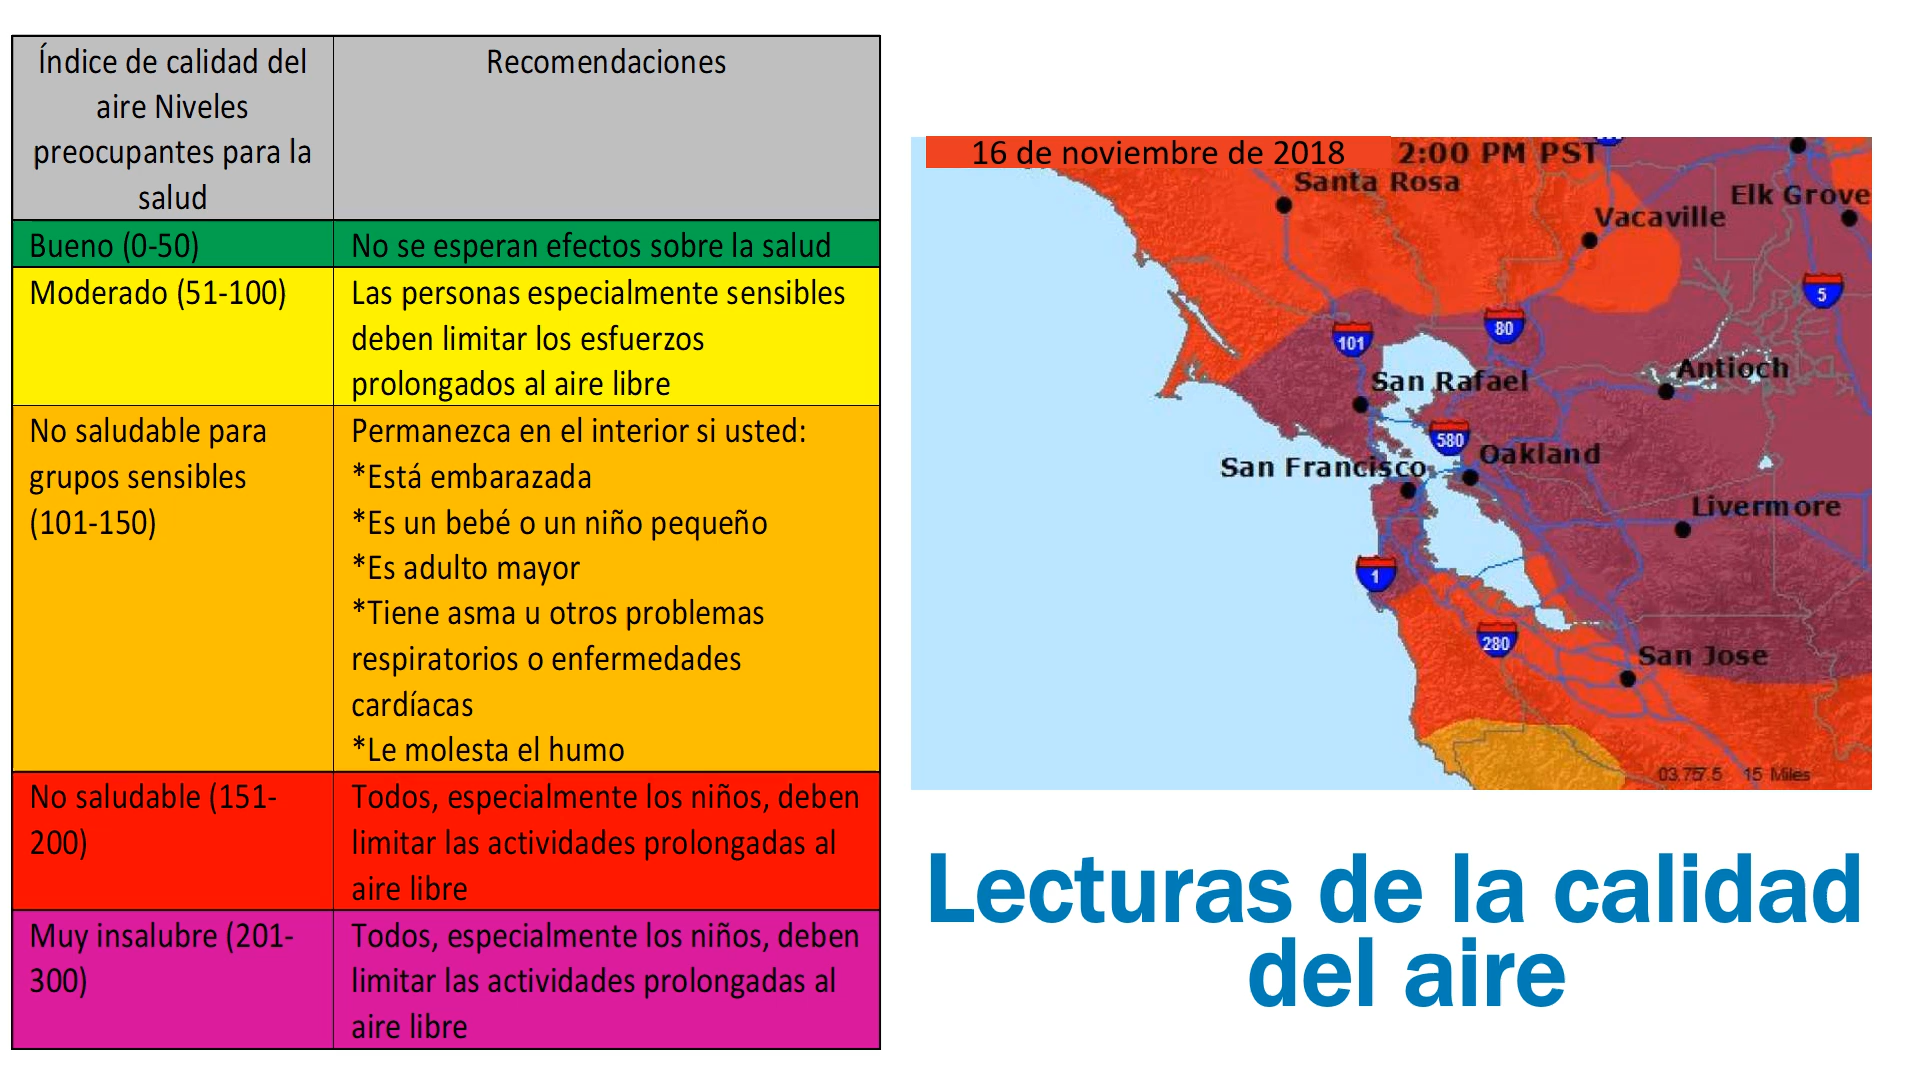 Índice de calidad del
aire Niveles
preocupantes para la
salud
Recomendaciones
Bueno (0-50)
No se esperan efectos sobre la salud
Moderado (51-100)
Las personas especialmente sensibles
deben limitar los esfuerzos
prolongados al aire libre
No saludable para
grupos sensibles
(101-150)
Permanezca en el interior si usted:
*Está embarazada
*Es un bebé o un niño pequeño
*Es adulto mayor
*Tiene asma u otros problemas
respiratorios o enfermedades
cardíacas
*Le molesta el humo
No saludable (151-
200)
Todos, especialmente los niños, deben
limitar las actividades prolongadas al
aire libre
Muy insalubre (201-
300)
Todos, especialmente los niños, deben
limitar las actividades prolongadas al
aire libre
16 de noviembre de 2018 2:00 PM PST
Santa Rosa
Elk Grove
Vacaville
5
80
101
Antioch
San Rafael
580
Oakland
San Francisco
Livermore
1
280
San Jose
15 Miles
Lecturas de la calidad
del aire